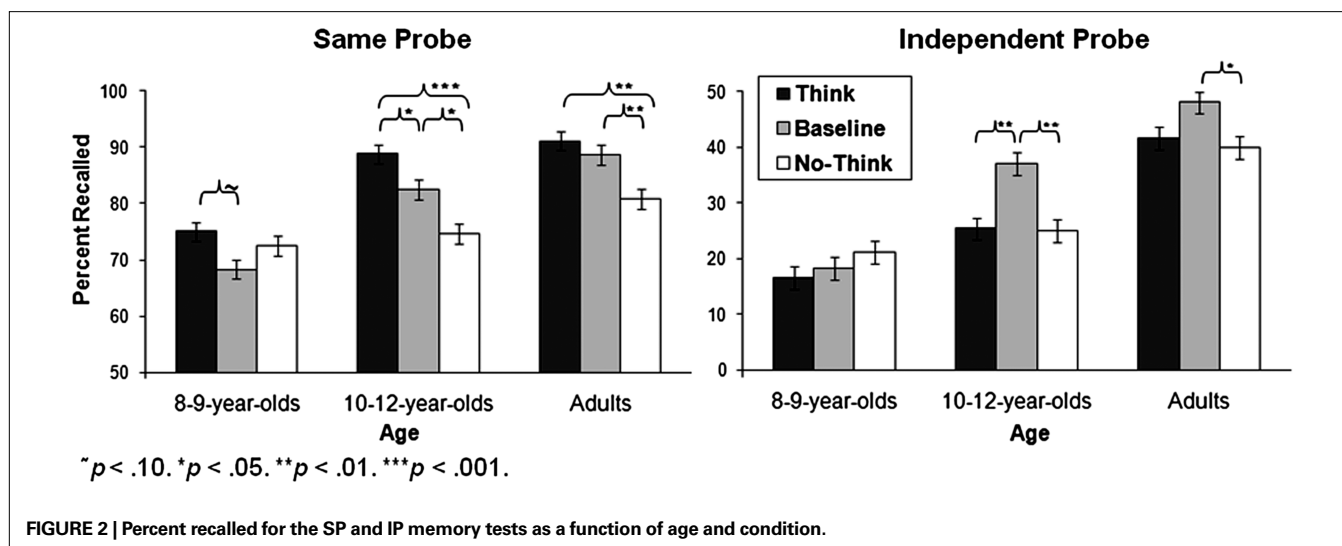 Same Probe
Independent Probe
Percent Recalled
100
90
80
70
60
50
~
*
*
***
**
**
8-9-year-olds
10-12-year-olds
Adults
Age
Think
Baseline
No-Think
50
40
30
20
10
0
**
**
*
8-9-year-olds
10-12-year-olds
Adults
Age
~p < .10. *p < .05. **p < .01. ***p < .001.
FIGURE 2 | Percent recalled for the SP and IP memory tests as a function of age and condition.